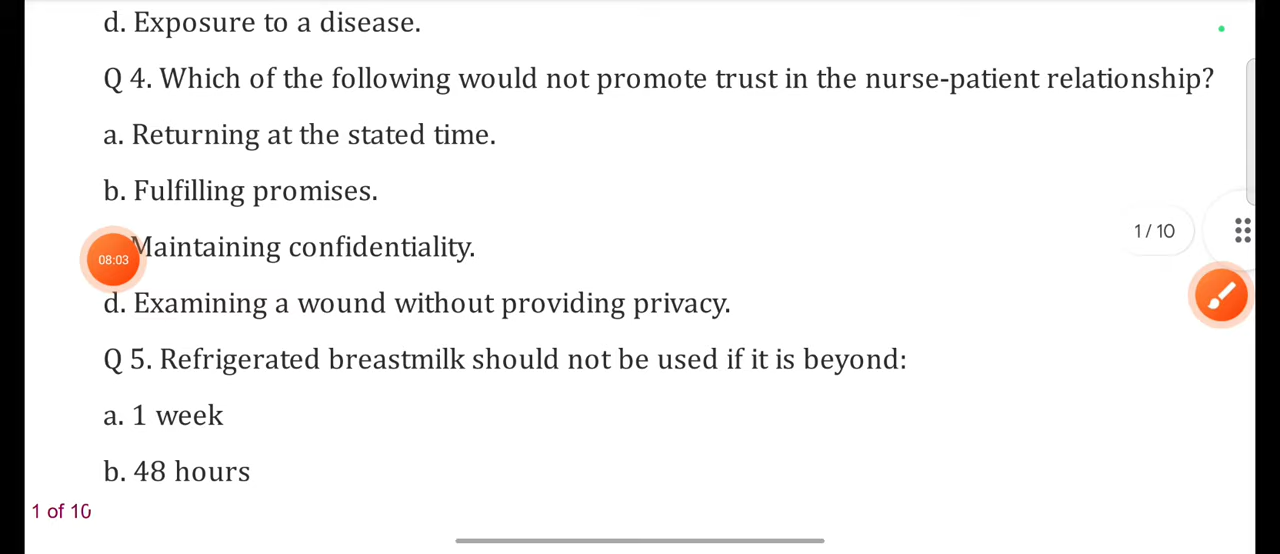 d. Exposure to a disease.
Q 4. Which of the following would not promote trust in the nurse-patient relationship?
a. Returning at the stated time.
b. Fulfilling promises.
Maintaining confidentiality.
08:03
1 / 10
d. Examining a wound without providing privacy.
Q 5. Refrigerated breastmilk should not be used if it is beyond:
a. 1 week
b. 48 hours
1 of 10